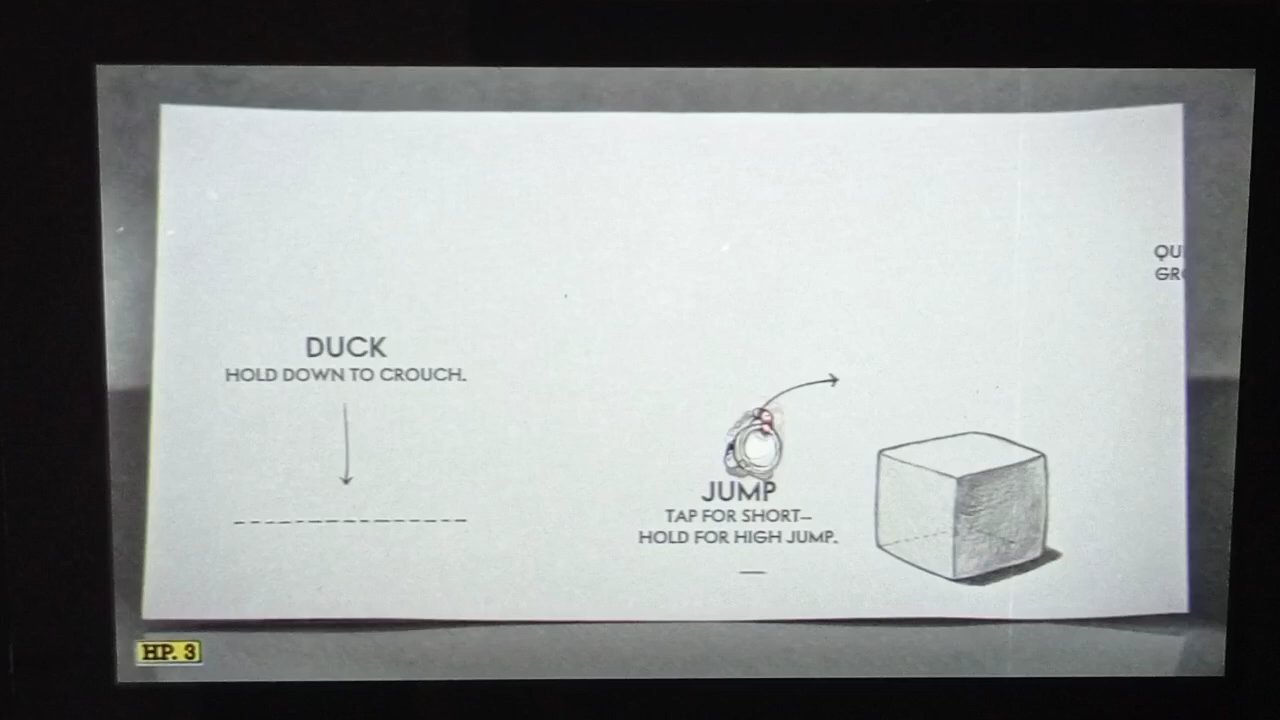 DUCK
HOLD DOWN TO CROUCH.
JUMP
TAP FOR SHORT—
HOLD FOR HIGH JUMP.
HP. 3